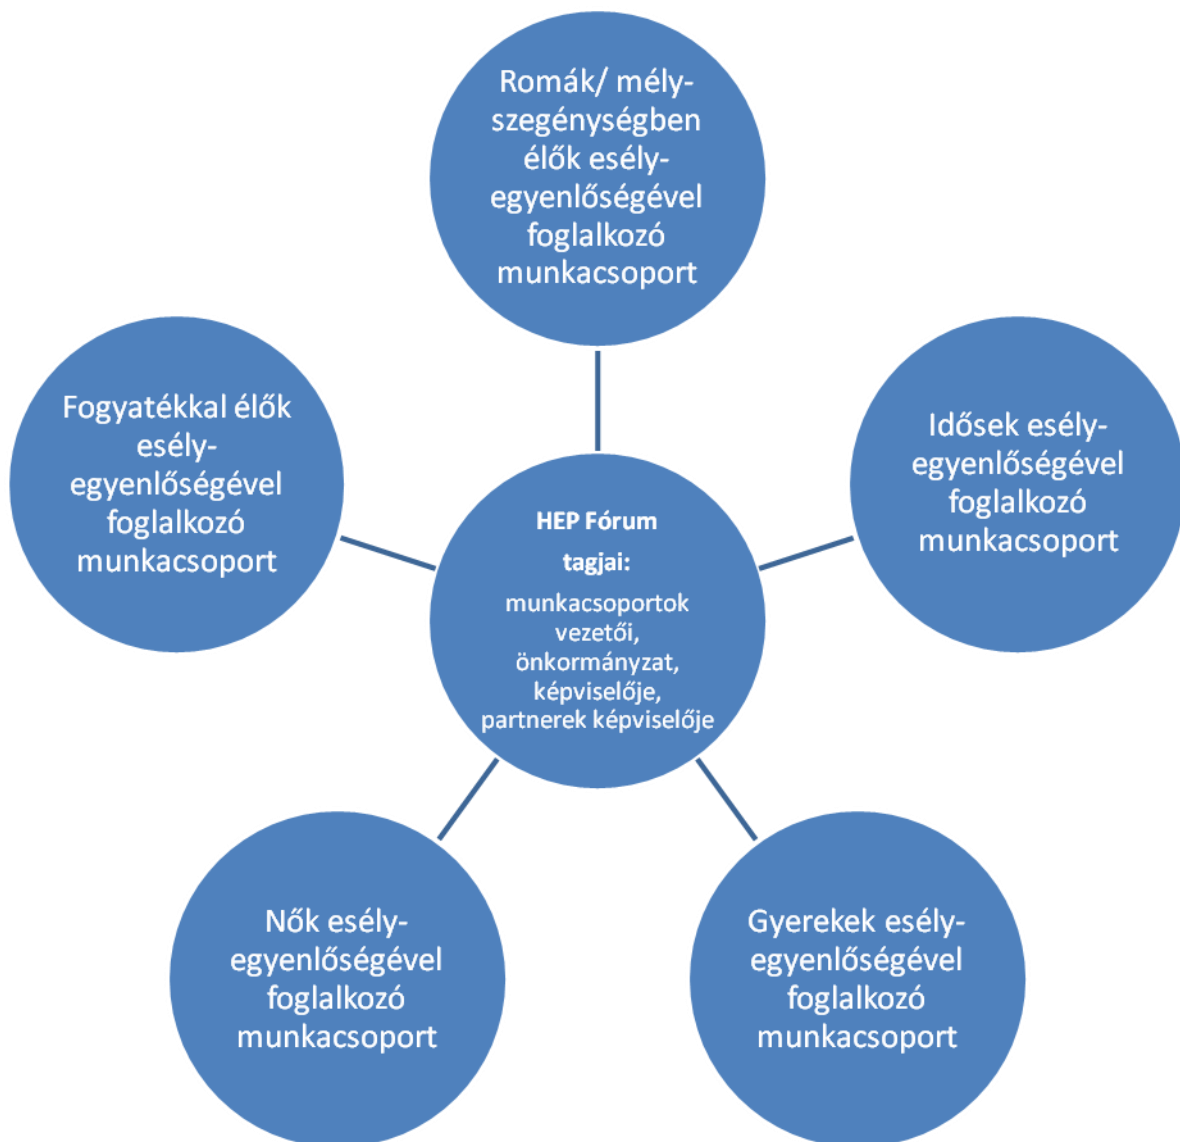 Romák/ mély-
szegénységben
élők esély-
egyenlőségével
foglalkozó
munkacsoport
Fogyatékkal élők
esély-
egyenlőségével
foglalkozó
munkacsoport
Idősek esély-
egyenlőségével
foglalkozó
munkacsoport
HEP Fórum
tagjai:
munkacsoportok
vezetői,
önkormányzat,
képviselője,
partnerek képviselője
Nők esély-
egyenlőségével
foglalkozó
munkacsoport
Gyerekek esély-
egyenlőségével
foglalkozó
munkacsoport